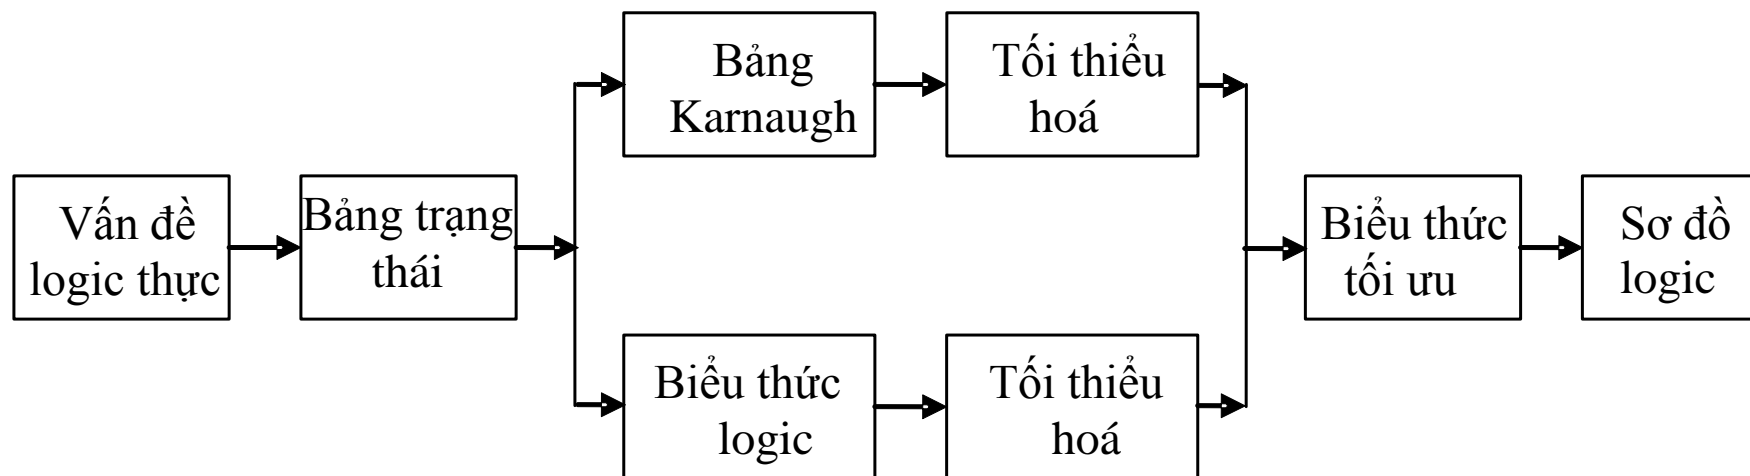 Vấn đề
logic thực
Bảng trạng
thái
Bảng
Karnaugh
Tối thiểu
hoá
Biểu thức
logic
Tối thiểu
hoá
Biểu thức
tối ưu
Sơ đồ
logic